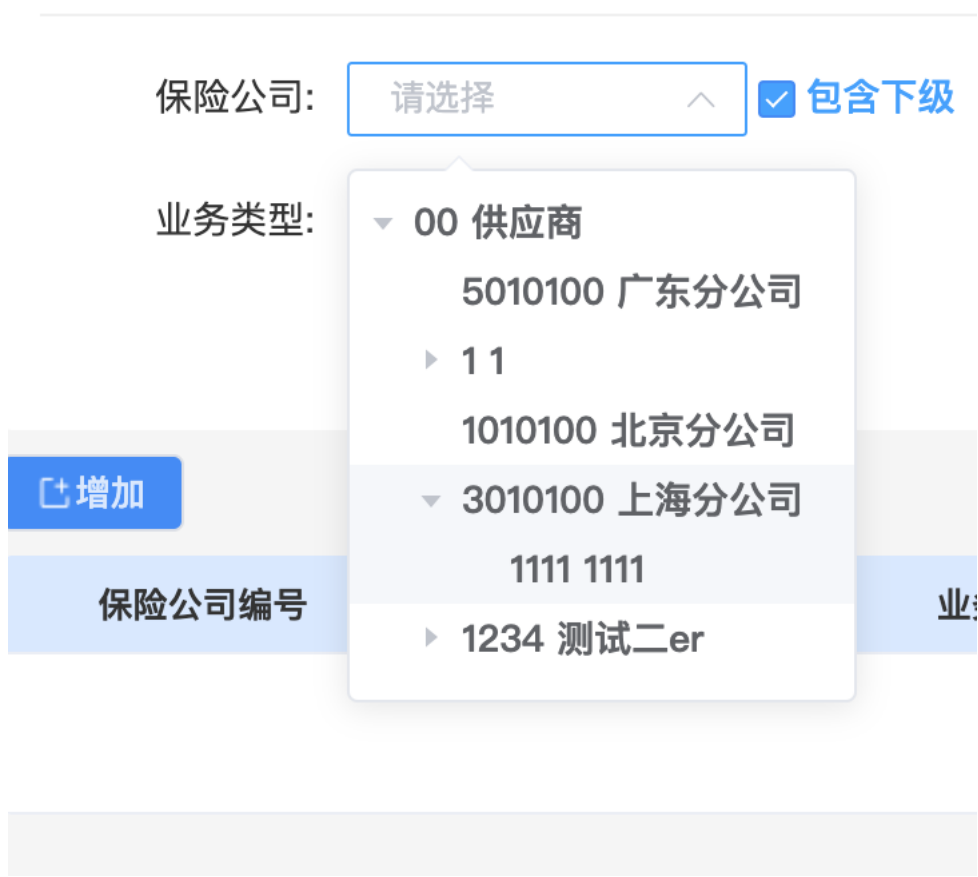 保险公司: 请选择 包含下级
业务类型:
00 供应商
5010100 广东分公司
1 1
1010100 北京分公司
3010100 上海分公司
1111 1111
1234 测试二er
增加
保险公司编号 业